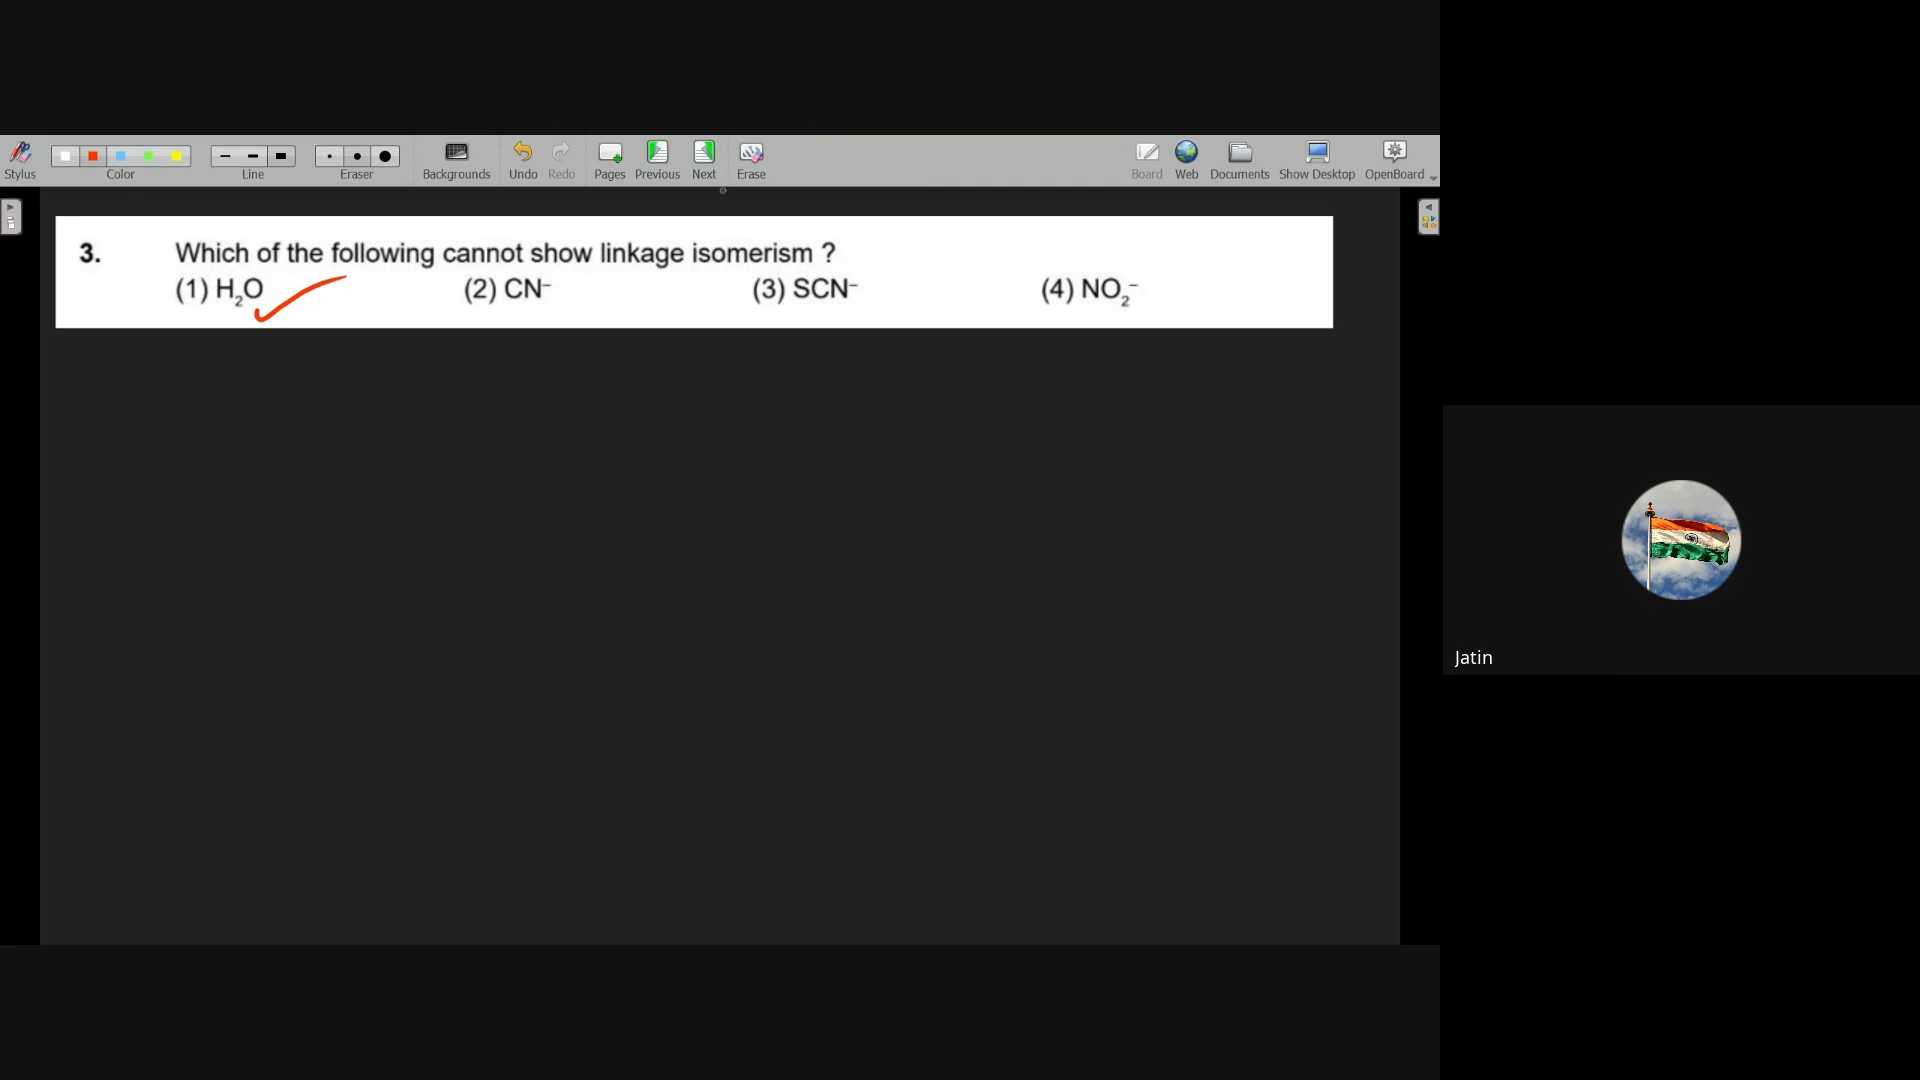 Stylus Color Line Eraser Backgrounds Undo Redo Pages Previous Next Erase Board Web Documents Show Desktop OpenBoard
3. Which of the following cannot show linkage isomerism ?
(1) H₂O (2) CN⁻ (3) SCN⁻ (4) NO₂⁻
Jatin